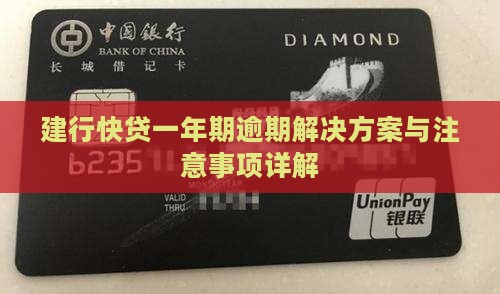 中国银行
BANK OF CHINA
DIAMOND
长城借记卡
建行快贷一年期逾期解决方案与注
意事项详解
6235
MONTH/YEAR
VALID
THRU
UnionPay
银联